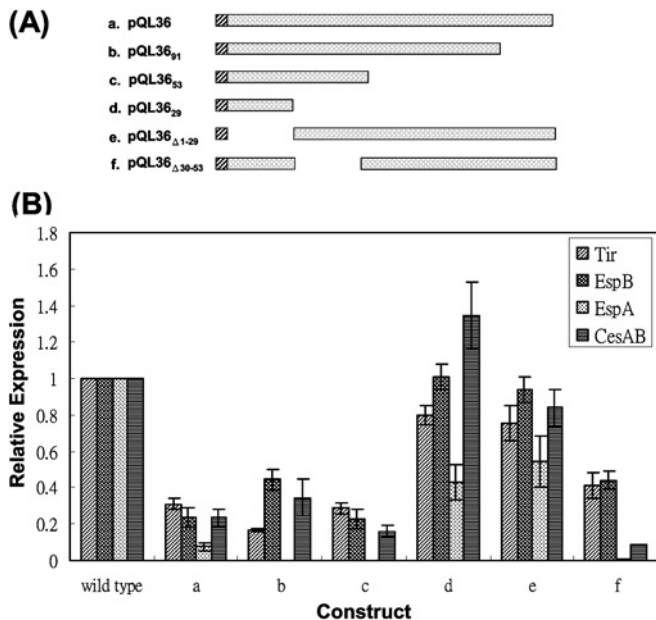 (A)
a. pQL36
b. pQL36₉₁
c. pQL36₅₃
d. pQL36₂₉
e. pQL36Δ1-29
f. pQL36Δ30-53
(B)
1.8
1.6
1.4
1.2
1
0.8
0.6
0.4
0.2
0
Relative Expression
Tir
EspB
EspA
CesAB
wild type a b c d e f
Construct